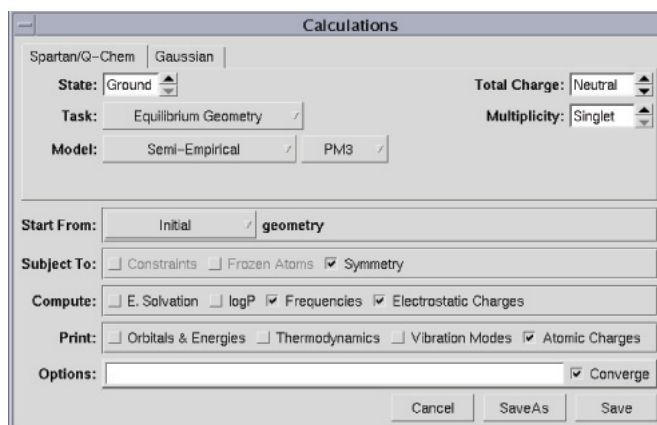 Calculations
Spartan/Q-Chem Gaussian
State: Ground Total Charge: Neutral
Task: Equilibrium Geometry Multiplicity: Singlet
Model: Semi-Empirical PM3
Start From: Initial geometry
Subject To: Constraints Frozen Atoms Symmetry
Compute: E. Solvation logP Frequencies Electrostatic Charges
Print: Orbitals & Energies Thermodynamics Vibration Modes Atomic Charges
Options: Converge
Cancel SaveAs Save